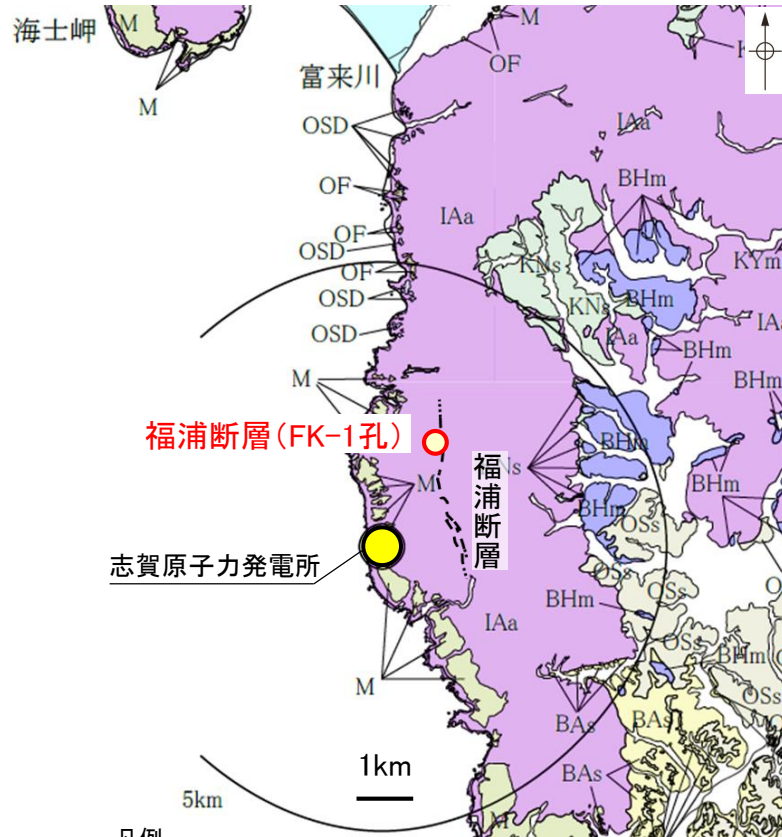 海士岬
M
M
M
OF
富来川
OSD
IAa
OF
BHm
IAa
OF
OSD
KNs
KYm
OF
OSD
KNs
BHm
OSD
IAa
BHm
M
BHm
福浦断層(FK-1孔)
BHm
福浦断層
Ns
M
BHm
BHm
OSs
志賀原子力発電所
OSs
BHm
OSs
IAa
OSs
BHm
M
OSs
BAs
BAs
1km
BAs
5km
M